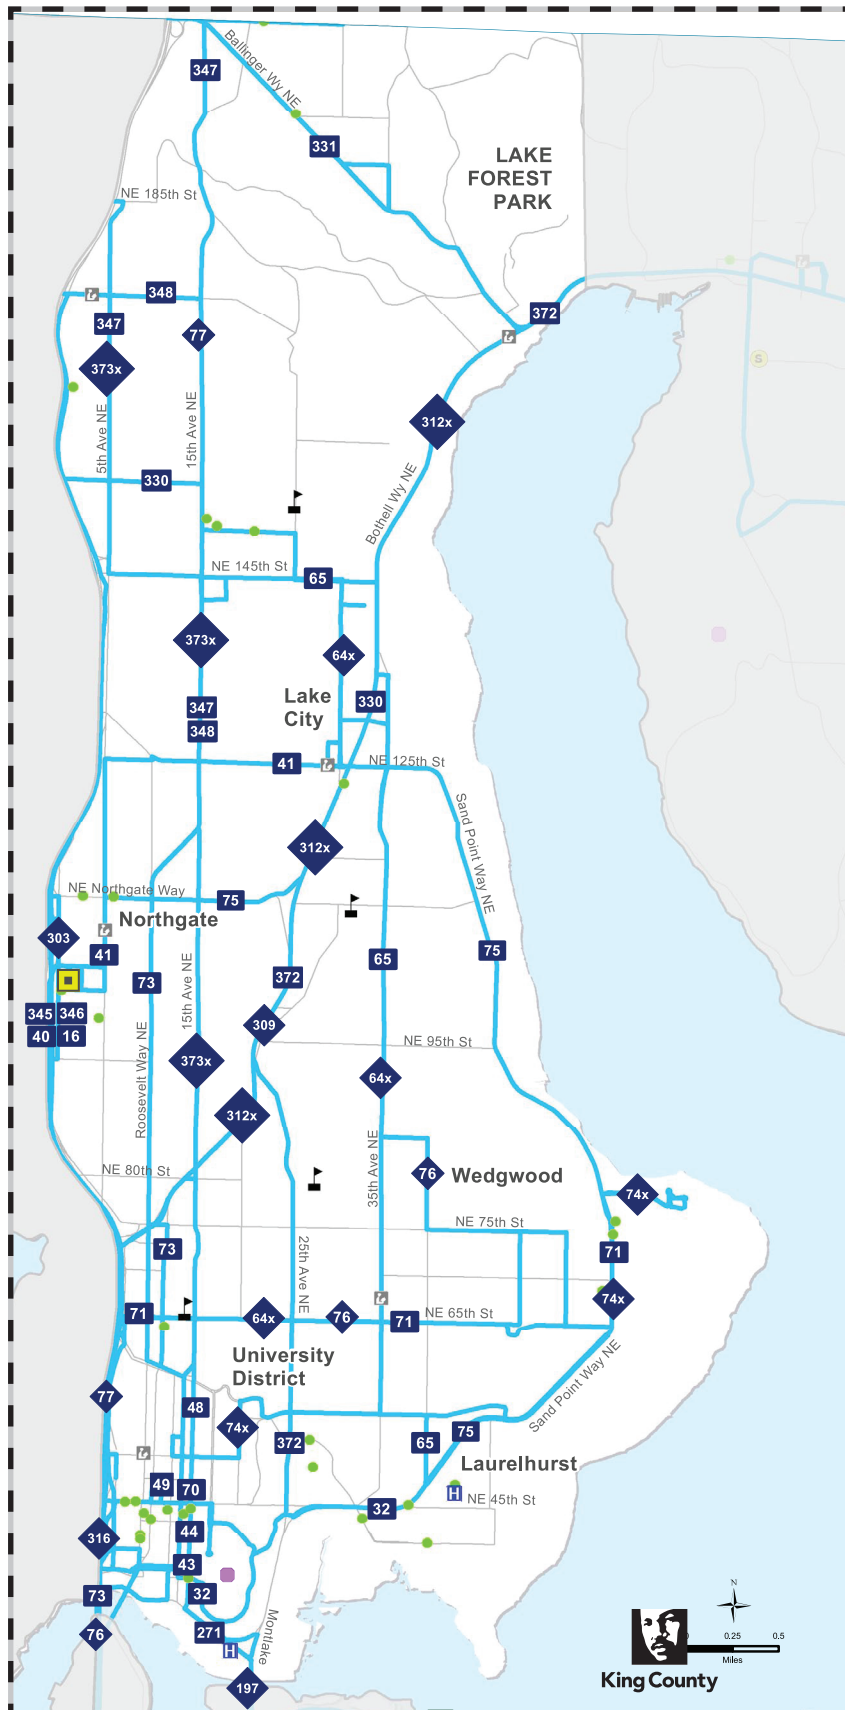 347
Ballinger Wy NE
331
LAKE
FOREST
PARK
NE 185th St
348
372
347
77
373x
312x
5th Ave NE
15th Ave NE
330
Bothell Wy NE
NE 145th St
65
373x
64x
Lake
City
330
347
348
41
NE 125th St
S
Sand Point Way NE
312x
NE Northgate Way
75
Northgate
303
41
65
75
73
372
15th Ave NE
345
346
40
16
309
Roosevelt Way NE
NE 95th St
373x
64x
312x
35th Ave NE
NE 80th St
76
Wedgwood
74x
NE 75th St
73
71
25th Ave NE
74x
71
64x
76
71
NE 65th St
University
District
Sand Point Way NE
77
48
74x
372
65
75
Laurelhurst
49
70
H
NE 45th St
32
44
316
43
73
32
N
271
Montlake
76
H
0
0.25
0.5
Miles
King County
197